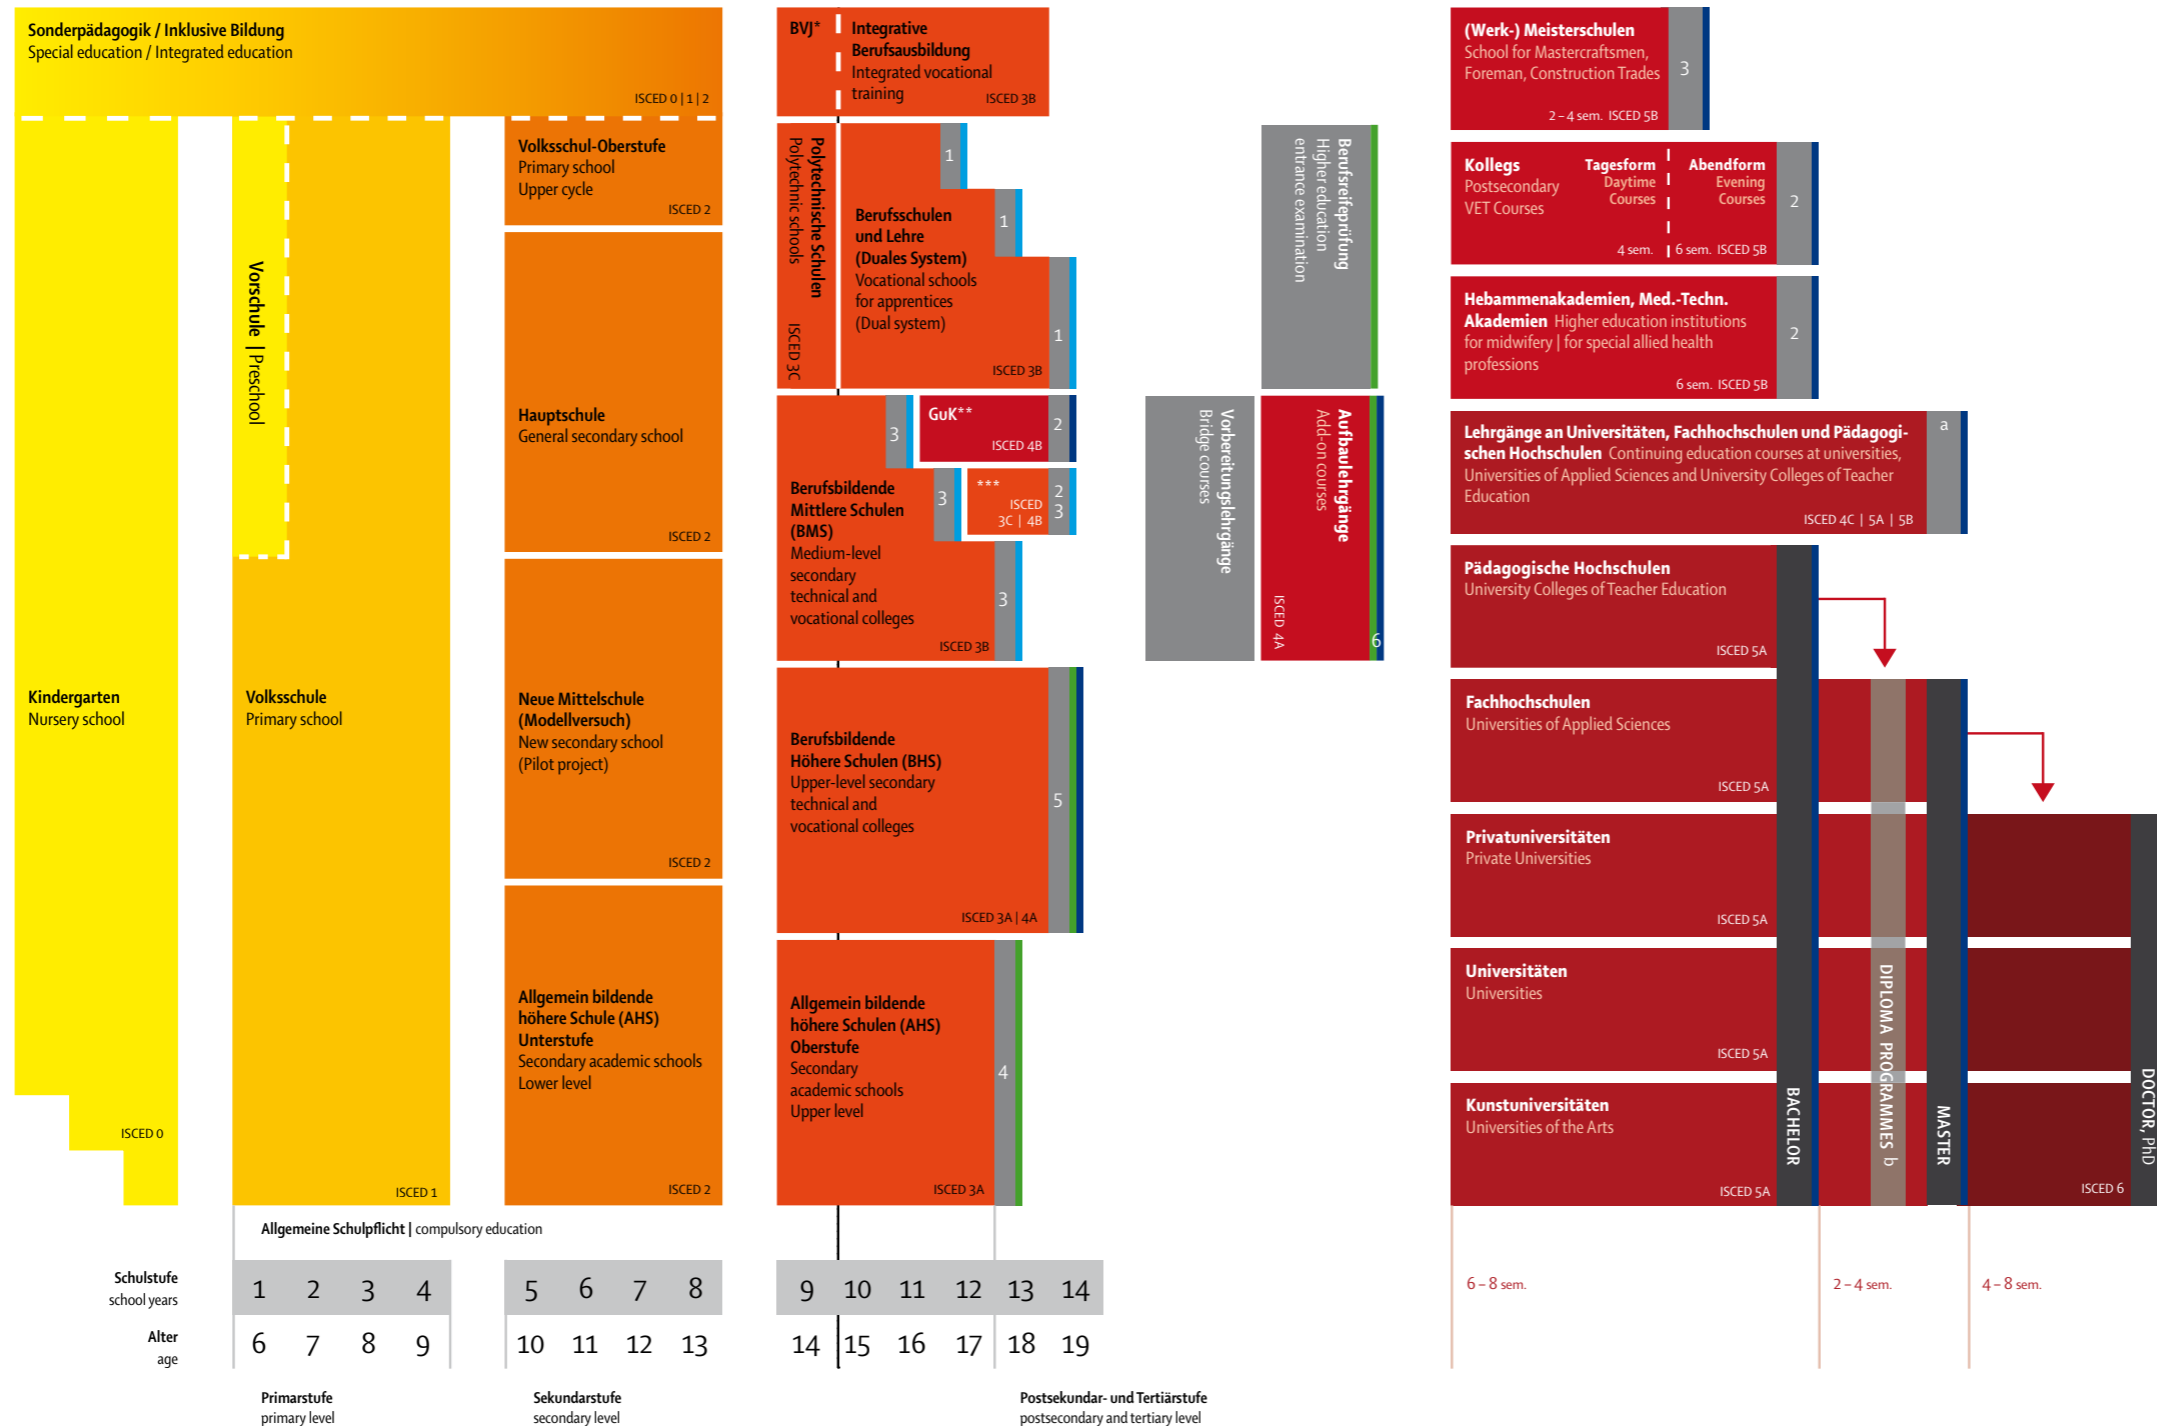 Sonderpädagogik / Inklusive Bildung
Special education / Integrated education
ISCED 0 | 1 | 2
Kindergarten
Nursery school
ISCED 0
Vorschule | Preschool
Volksschule
Primary school
ISCED 1
Volksschul-Oberstufe
Primary school
Upper cycle
ISCED 2
Hauptschule
General secondary school
ISCED 2
Neue Mittelschule
(Modellversuch)
New secondary school
(Pilot project)
ISCED 2
Allgemein bildende
höhere Schule (AHS)
Unterstufe
Secondary academic schools
Lower level
ISCED 2
BVJ*
Integrative
Berufsausbildung
Integrated vocational
training
ISCED 3B
Polytechnische Schulen
Polytechnic schools
ISCED 3C
1
1
1
Berufsschulen
und Lehre
(Duales System)
Vocational schools
for apprentices
(Dual system)
ISCED 3B
3
GuK**
ISCED 4B
2
3
***
ISCED
3C | 4B
2
3
Berufsbildende
Mittlere Schulen
(BMS)
Medium-level
secondary
technical and
vocational colleges
3
ISCED 3B
Berufsbildende
Höhere Schulen (BHS)
Upper-level secondary
technical and
vocational colleges
5
ISCED 3A | 4A
Allgemein bildende
höhere Schulen (AHS)
Oberstufe
Secondary
academic schools
Upper level
4
ISCED 3A
Berufsreifeprüfung
Higher education
entrance examination
Vorbereitungslehrgänge
Bridge courses
Aufbaulehrgänge
Add-on courses
ISCED 4A
6
(Werk-) Meisterschulen
School for Mastercraftsmen,
Foreman, Construction Trades
2 – 4 sem. ISCED 5B
3
Kollegs
Postsecondary
VET Courses
Tagesform
Daytime
Courses
4 sem.
Abendform
Evening
Courses
6 sem. ISCED 5B
2
Hebammenakademien, Med.-Techn.
Akademien Higher education institutions
for midwifery | for special allied health
professions
6 sem. ISCED 5B
2
Lehrgänge an Universitäten, Fachhochschulen und Pädagogi-
schen Hochschulen Continuing education courses at universities,
Universities of Applied Sciences and University Colleges of Teacher
Education
ISCED 4C | 5A | 5B
a
Pädagogische Hochschulen
University Colleges of Teacher Education
ISCED 5A
Fachhochschulen
Universities of Applied Sciences
ISCED 5A
Privatuniversitäten
Private Universities
ISCED 5A
Universitäten
Universities
ISCED 5A
Kunstuniversitäten
Universities of the Arts
ISCED 5A
BACHELOR
DIPLOMA PROGRAMMES b
MASTER
ISCED 6
DOCTOR, PhD
Allgemeine Schulpflicht | compulsory education
Schulstufe
school years
1 2 3 4 5 6 7 8 9 10 11 12 13 14
Alter
age
6 7 8 9 10 11 12 13 14 15 16 17 18 19
6 – 8 sem.
2 – 4 sem.
4 – 8 sem.
Primarstufe
primary level
Sekundarstufe
secondary level
Postsekundar- und Tertiärstufe
postsecondary and tertiary level